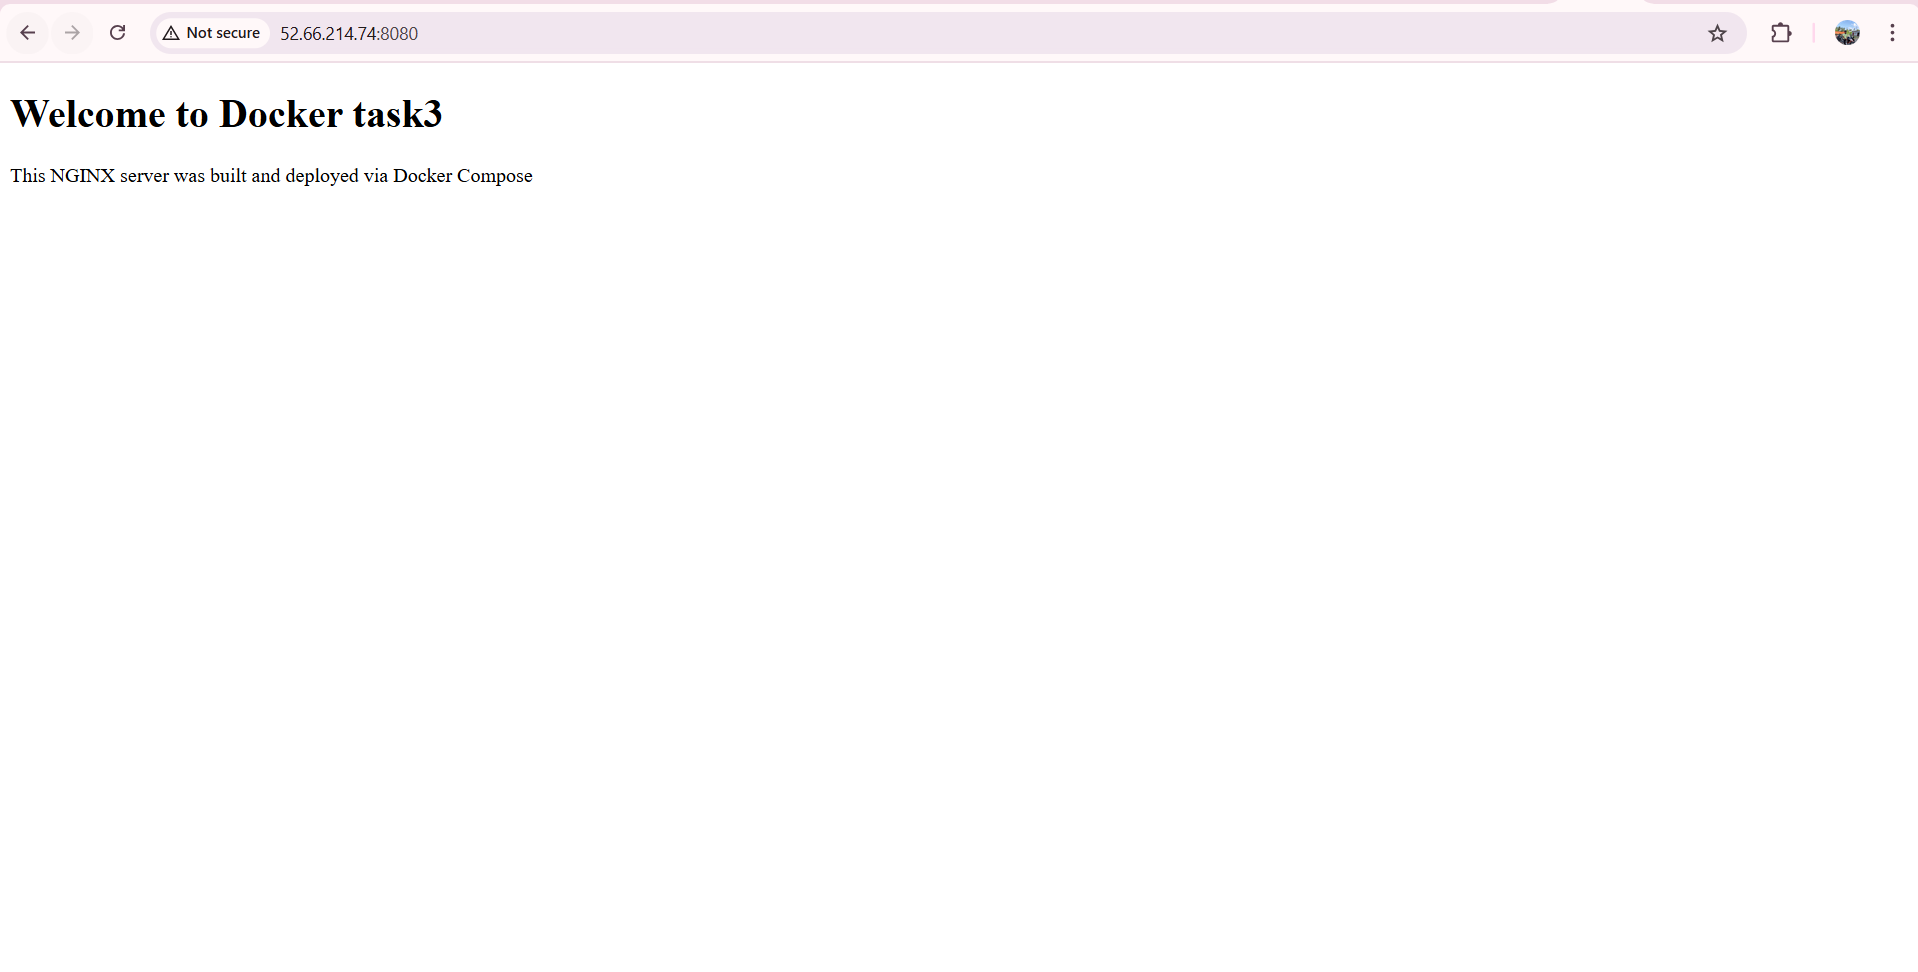 Not secure 52.66.214.74:8080
Welcome to Docker task3
This NGINX server was built and deployed via Docker Compose